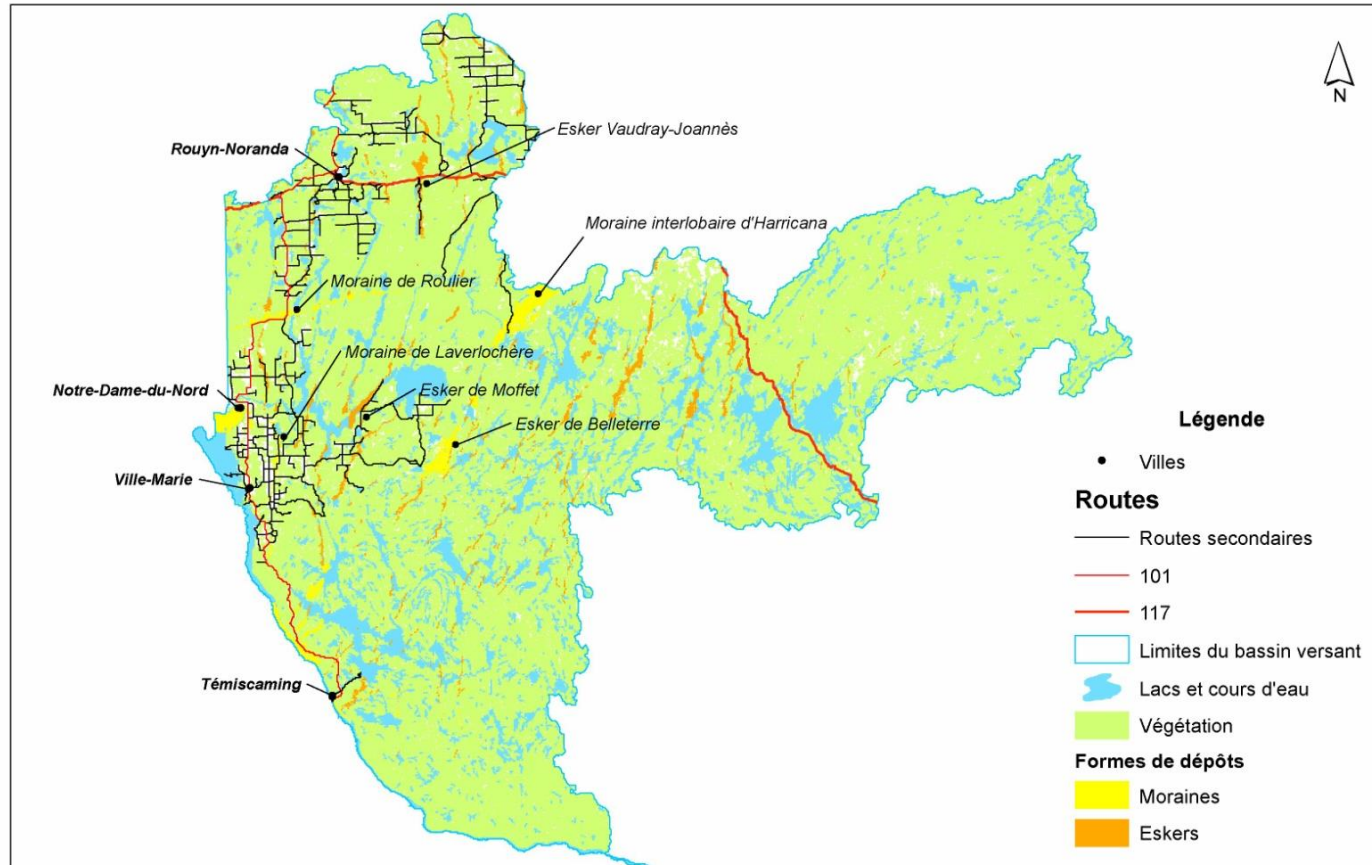 N
Esker Vaudray-Joannès
Rouyn-Noranda
Moraine interlobaire d'Harricana
Moraine de Roulier
Moraine de Laverlochère
Notre-Dame-du-Nord
Esker de Moffet
Esker de Belleterre
Ville-Marie
Témiscaming
Légende
Villes
Routes
Routes secondaires
101
117
Limites du bassin versant
Lacs et cours d'eau
Végétation
Formes de dépôts
Moraines
Eskers